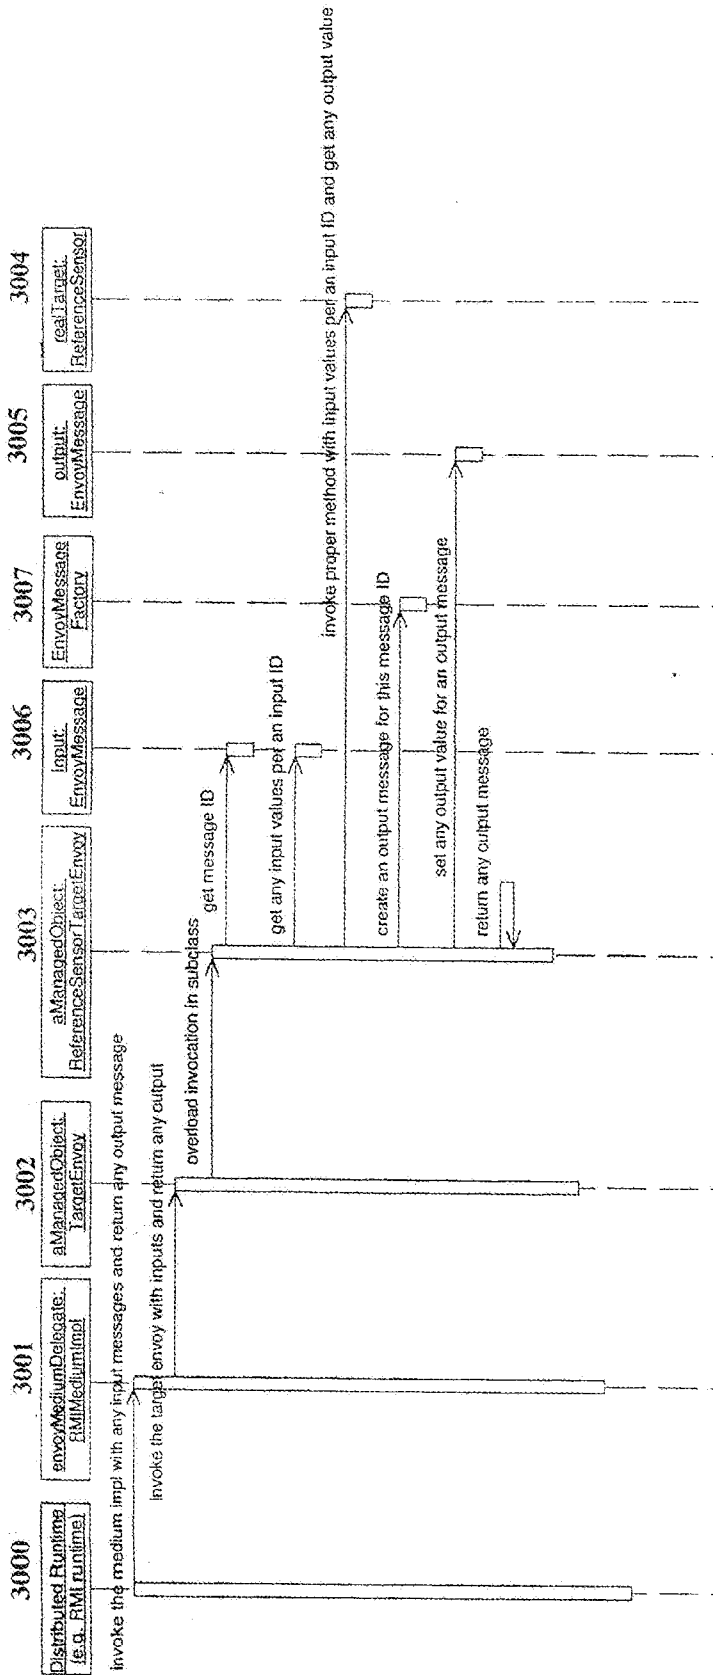 3000
Distributed Runtime
(e.g. RMI runtime)
3001
envoyMediumDelegate:
RMIMediumImpl
3002
aManagedObject:
TargetEnvoy
3003
aManagedObject:
ReferenceSensorTargetEnvoy
3006
Input:
EnvoyMessage
3007
EnvoyMessage
Factory
3005
output:
EnvoyMessage
3004
realTarget:
ReferenceSensor
invoke the medium impl with any input messages and return any output message
Invoke the target envoy with inputs and return any output
overload invocation in subclass
get message ID
get any input values per an input ID
invoke proper method with input values per an input ID and get any output value
create an output message for this message ID
set any output value for an output message
return any output message